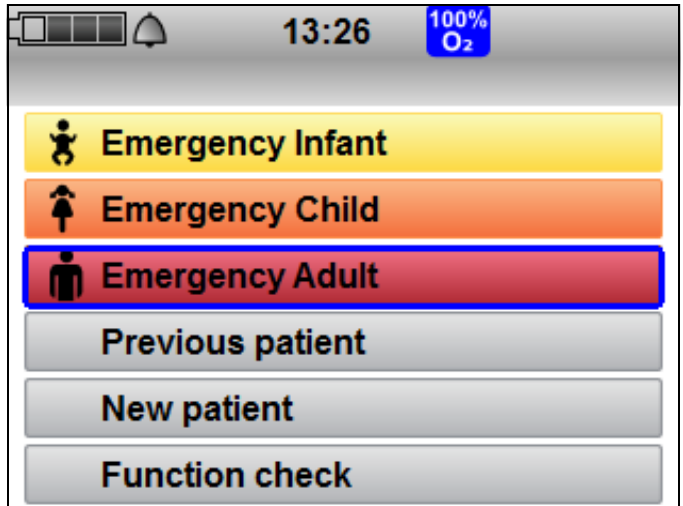 13:26
100%
O₂
Emergency Infant
Emergency Child
Emergency Adult
Previous patient
New patient
Function check